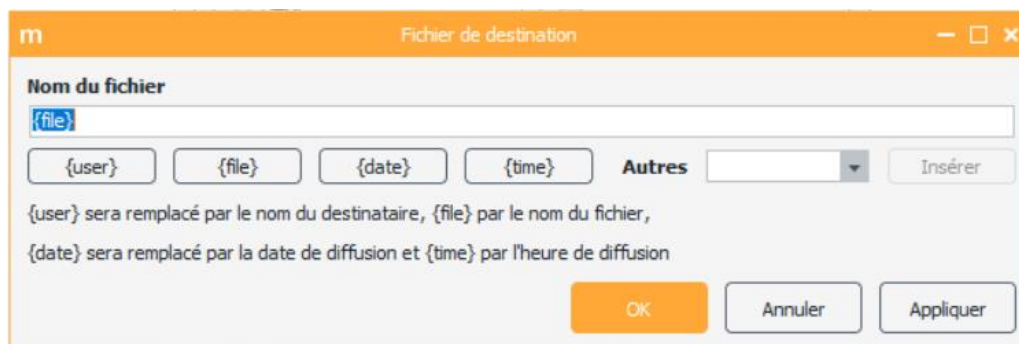 m Fichier de destination
Nom du fichier
{file}
{user} {file} {date} {time} Autres Insérer
{user} sera remplacé par le nom du destinataire, {file} par le nom du fichier,
{date} sera remplacé par la date de diffusion et {time} par l'heure de diffusion
OK Annuler Appliquer